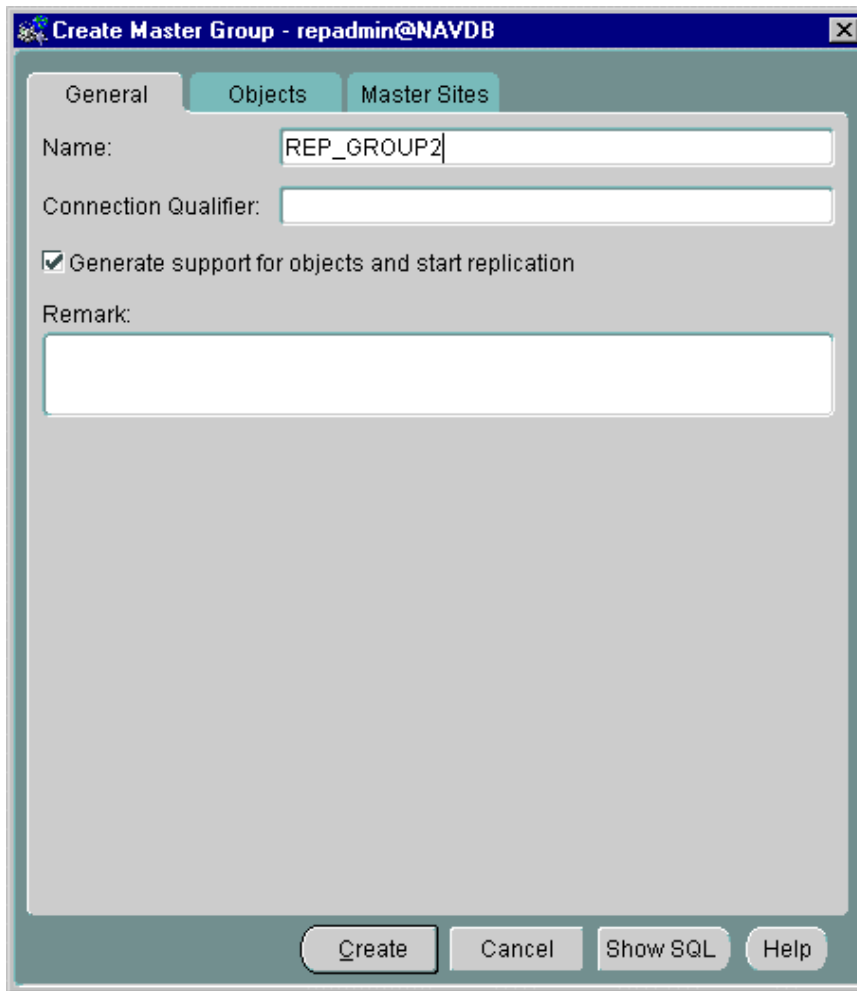 Create Master Group - repadmin@NAVDB
General Objects Master Sites
Name: REP_GROUP2
Connection Qualifier:
Generate support for objects and start replication
Remark:
Create Cancel Show SQL Help